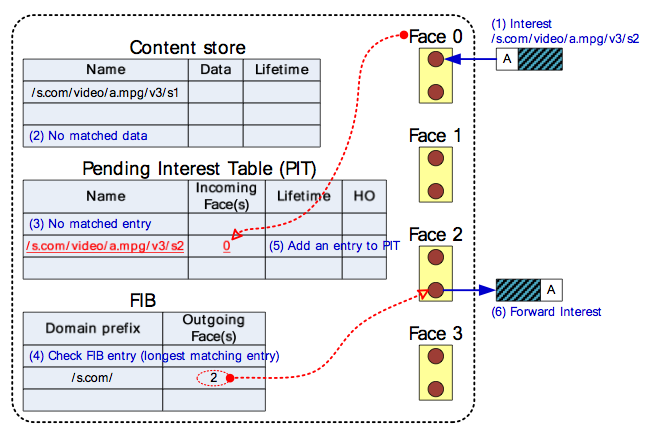 (1) Interest
/s.com/video/a.mpg/v3/s2
Face 0
A
Content store
Name Data Lifetime
/s.com/video/a.mpg/v3/s1
(2) No matched data
Face 1
Pending Interest Table (PIT)
Name Incoming Face(s) Lifetime HO
(3) No matched entry
/s.com/video/a.mpg/v3/s2 0 (5) Add an entry to PIT
Face 2
A
(6) Forward Interest
FIB
Domain prefix Outgoing Face(s)
(4) Check FIB entry (longest matching entry)
/s.com/ 2
Face 3